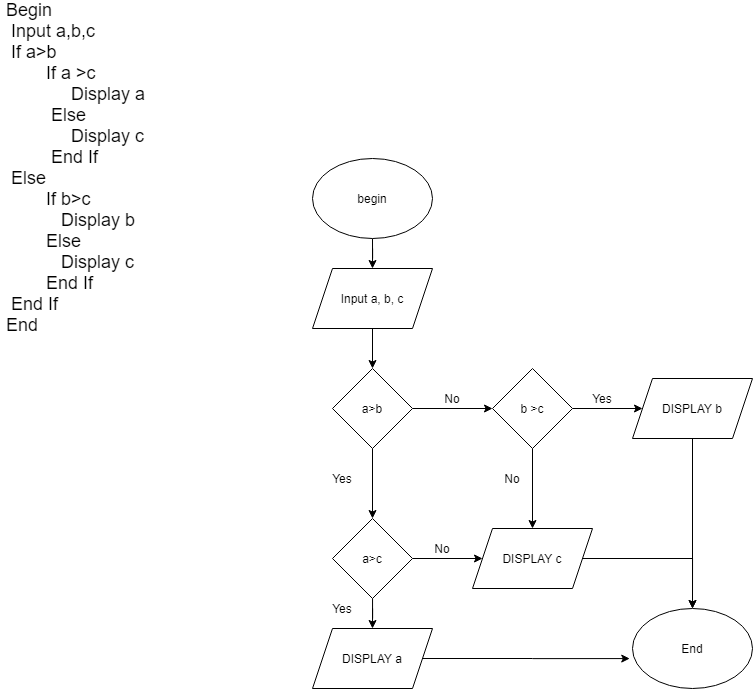 Begin
Input a,b,c
If a>b
If a >c
Display a
Else
Display c
End If
Else
If b>c
Display b
Else
Display c
End If
End If
End
begin
Input a, b, c
a>b
No
b >c
Yes
DISPLAY b
Yes
No
a>c
No
DISPLAY c
Yes
DISPLAY a
End